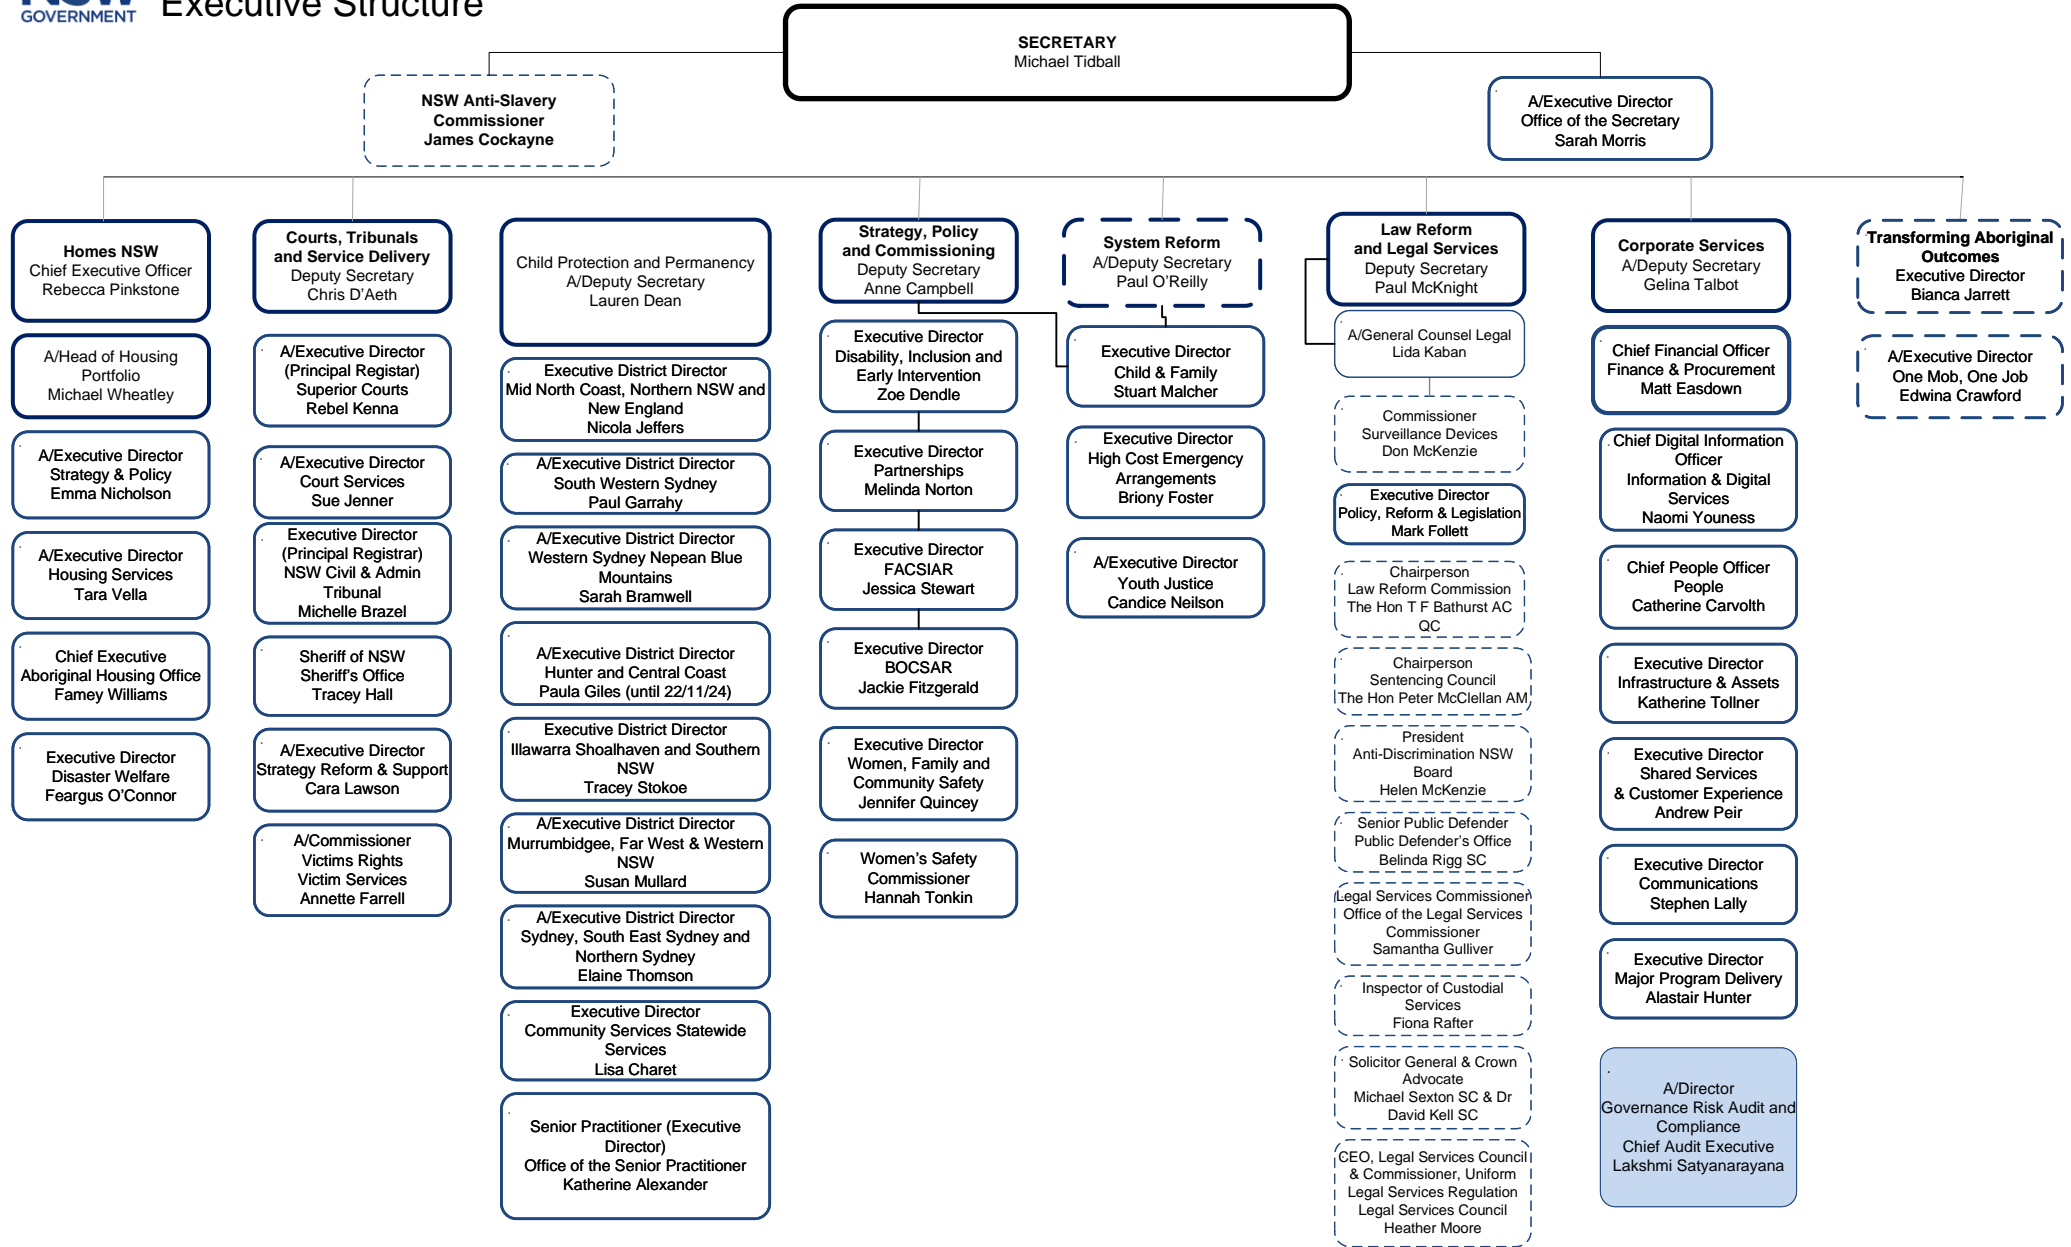 NSW
GOVERNMENT
Executive Structure
SECRETARY
Michael Tidball
NSW Anti-Slavery
Commissioner
James Cockayne
A/Executive Director
Office of the Secretary
Sarah Morris
Homes NSW
Chief Executive Officer
Rebecca Pinkstone
A/Head of Housing
Portfolio
Michael Wheatley
A/Executive Director
Strategy & Policy
Emma Nicholson
A/Executive Director
Housing Services
Tara Vella
Chief Executive
Aboriginal Housing Office
Famey Williams
Executive Director
Disaster Welfare
Feargus O’Connor
Courts, Tribunals
and Service Delivery
Deputy Secretary
Chris D’Aeth
A/Executive Director
(Principal Registar)
Superior Courts
Rebel Kenna
A/Executive Director
Court Services
Sue Jenner
Executive Director
(Principal Registrar)
NSW Civil & Admin
Tribunal
Michelle Brazel
Sheriff of NSW
Sheriff’s Office
Tracey Hall
A/Executive Director
Strategy Reform & Support
Cara Lawson
A/Commissioner
Victims Rights
Victim Services
Annette Farrell
Child Protection and Permanency
A/Deputy Secretary
Lauren Dean
Executive District Director
Mid North Coast, Northern NSW and
New England
Nicola Jeffers
A/Executive District Director
South Western Sydney
Paul Garrahy
A/Executive District Director
Western Sydney Nepean Blue
Mountains
Sarah Bramwell
A/Executive District Director
Hunter and Central Coast
Paula Giles (until 22/11/24)
Executive District Director
Illawarra Shoalhaven and Southern
NSW
Tracey Stokoe
A/Executive District Director
Murrumbidgee, Far West & Western
NSW
Susan Mullard
A/Executive District Director
Sydney, South East Sydney and
Northern Sydney
Elaine Thomson
Executive Director
Community Services Statewide
Services
Lisa Charet
Senior Practitioner (Executive
Director)
Office of the Senior Practitioner
Katherine Alexander
Strategy, Policy
and Commissioning
Deputy Secretary
Anne Campbell
Executive Director
Disability, Inclusion and
Early Intervention
Zoe Dendle
Executive Director
Partnerships
Melinda Norton
Executive Director
FACSIAR
Jessica Stewart
Executive Director
BOCSAR
Jackie Fitzgerald
Executive Director
Women, Family and
Community Safety
Jennifer Quincey
Women’s Safety
Commissioner
Hannah Tonkin
System Reform
A/Deputy Secretary
Paul O’Reilly
Executive Director
Child & Family
Stuart Malcher
Executive Director
High Cost Emergency
Arrangements
Briony Foster
A/Executive Director
Youth Justice
Candice Neilson
Law Reform
and Legal Services
Deputy Secretary
Paul McKnight
A/General Counsel Legal
Lida Kaban
Commissioner
Surveillance Devices
Don McKenzie
Executive Director
Policy, Reform & Legislation
Mark Follett
Chairperson
Law Reform Commission
The Hon T F Bathurst AC
QC
Chairperson
Sentencing Council
The Hon Peter McClellan AM
President
Anti-Discrimination NSW
Board
Helen McKenzie
Senior Public Defender
Public Defender’s Office
Belinda Rigg SC
Legal Services Commissioner
Office of the Legal Services
Commissioner
Samantha Gulliver
Inspector of Custodial
Services
Fiona Rafter
Solicitor General & Crown
Advocate
Michael Sexton SC & Dr
David Kell SC
CEO, Legal Services Council
& Commissioner, Uniform
Legal Services Regulation
Legal Services Council
Heather Moore
Corporate Services
A/Deputy Secretary
Gelina Talbot
Chief Financial Officer
Finance & Procurement
Matt Easdown
Chief Digital Information
Officer
Information & Digital
Services
Naomi Youness
Chief People Officer
People
Catherine Carvolth
Executive Director
Infrastructure & Assets
Katherine Tollner
Executive Director
Shared Services
& Customer Experience
Andrew Peir
Executive Director
Communications
Stephen Lally
Executive Director
Major Program Delivery
Alastair Hunter
A/Director
Governance Risk Audit and
Compliance
Chief Audit Executive
Lakshmi Satyanarayana
Transforming Aboriginal
Outcomes
Executive Director
Bianca Jarrett
A/Executive Director
One Mob, One Job
Edwina Crawford